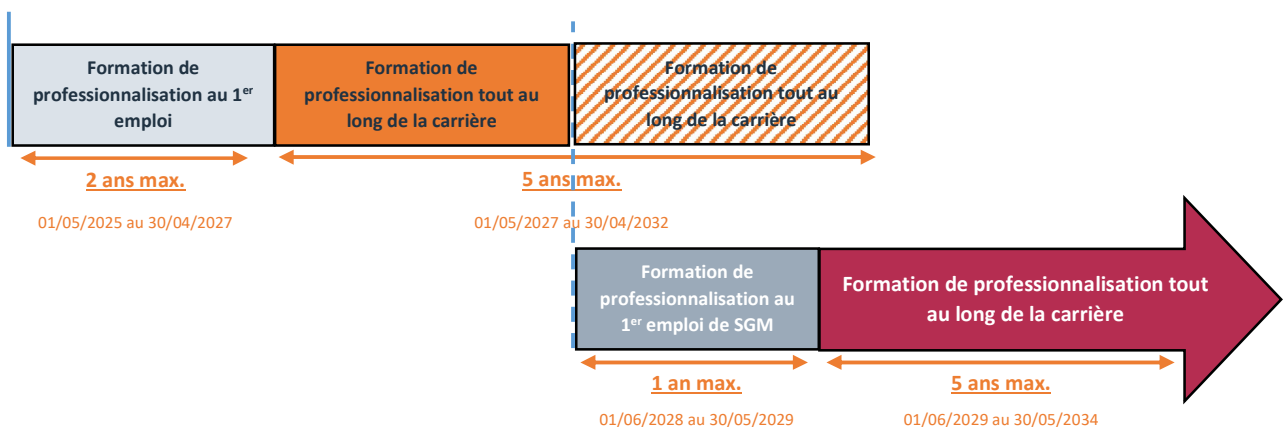 Formation de
professionnalisation au 1er
emploi
Formation de
professionnalisation tout au
long de la carrière
Formation de
professionnalisation tout au
long de la carrière
2 ans max.
5 ans max.
01/05/2025 au 30/04/2027
01/05/2027 au 30/04/2032
Formation de
professionnalisation au
1er emploi de SGM
Formation de professionnalisation tout
au long de la carrière
1 an max.
5 ans max.
01/06/2028 au 30/05/2029
01/06/2029 au 30/05/2034